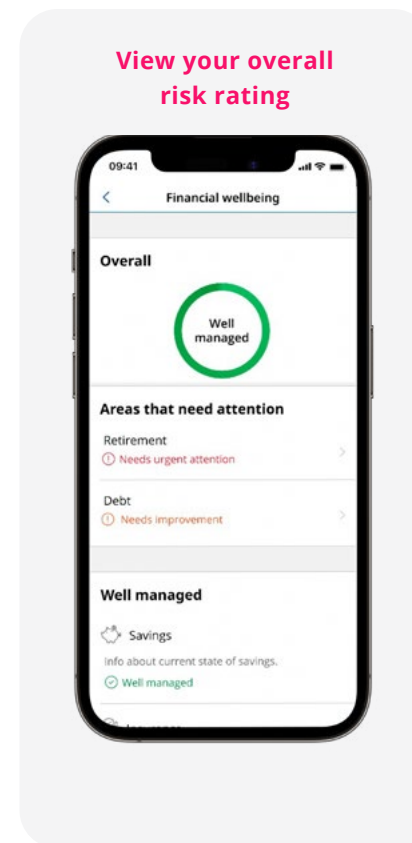 View your overall
risk rating
09:41
Financial wellbeing
Overall
Well
managed
Areas that need attention
Retirement
Needs urgent attention
Debt
Needs improvement
Well managed
Savings
Info about current state of savings.
Well managed